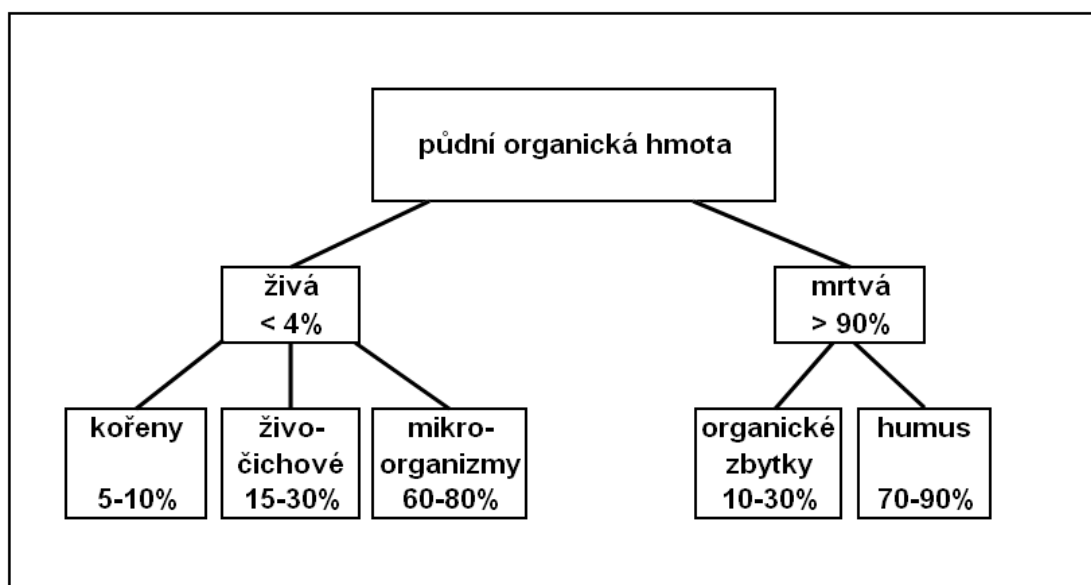 půdní organická hmota
živá
< 4%
mrtvá
> 90%
kořeny
5-10%
živo-
čichové
15-30%
mikro-
organizmy
60-80%
organické
zbytky
10-30%
humus
70-90%